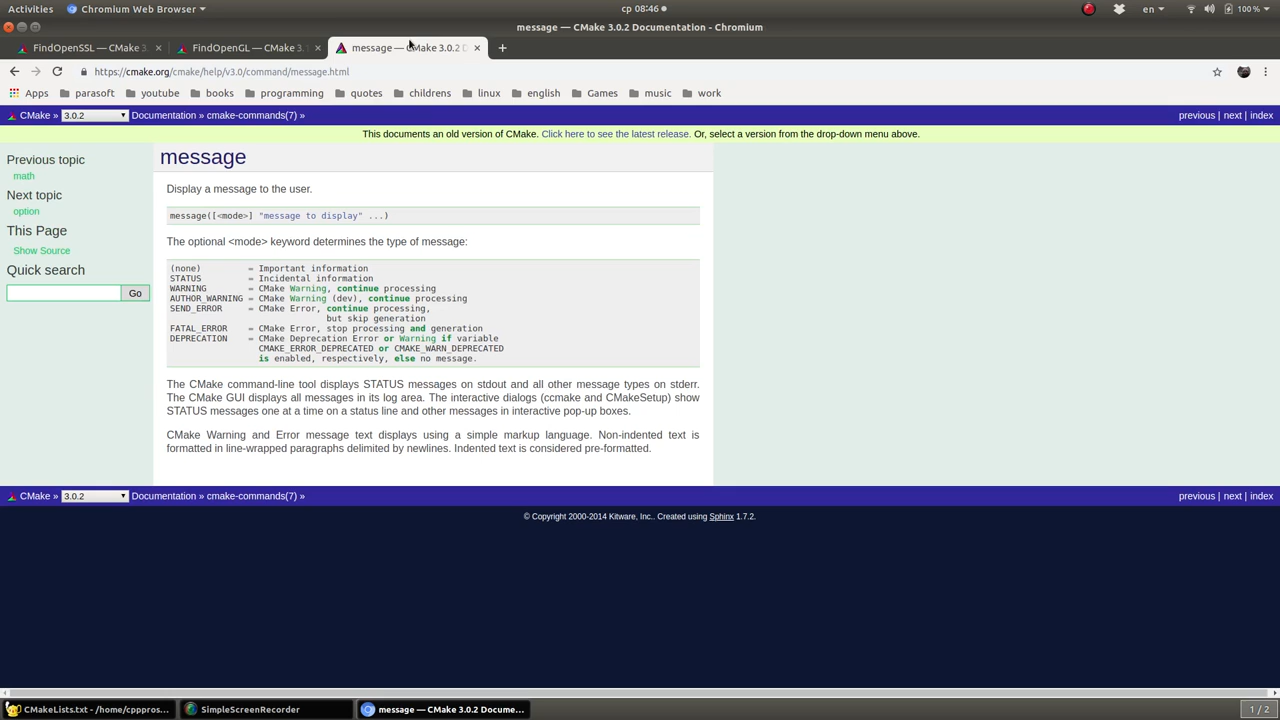 Activities
Chromium Web Browser
ср 08:46
en
100 %
message — CMake 3.0.2 Documentation - Chromium
FindOpenSSL — CMake 3.
FindOpenGL — CMake 3.
message — CMake 3.0.2 D
https://cmake.org/cmake/help/v3.0/command/message.html
Apps parasoft youtube books programming quotes childrens linux english Games music work
CMake » 3.0.2 Documentation » cmake-commands(7) » previous | next | index
This documents an old version of CMake. Click here to see the latest release. Or, select a version from the drop-down menu above.
Previous topic
math
Next topic
option
This Page
Show Source
Quick search
Go
message
Display a message to the user.
message([<mode>] "message to display" ...)
The optional <mode> keyword determines the type of message:
(none) = Important information
STATUS = Incidental information
WARNING = CMake Warning, continue processing
AUTHOR_WARNING = CMake Warning (dev), continue processing
SEND_ERROR = CMake Error, continue processing,
but skip generation
FATAL_ERROR = CMake Error, stop processing and generation
DEPRECATION = CMake Deprecation Error or Warning if variable
CMAKE_ERROR_DEPRECATED or CMAKE_WARN_DEPRECATED
is enabled, respectively, else no message.
The CMake command-line tool displays STATUS messages on stdout and all other message types on stderr.
The CMake GUI displays all messages in its log area. The interactive dialogs (ccmake and CMakeSetup) show
STATUS messages one at a time on a status line and other messages in interactive pop-up boxes.
CMake Warning and Error message text displays using a simple markup language. Non-indented text is
formatted in line-wrapped paragraphs delimited by newlines. Indented text is considered pre-formatted.
CMake » 3.0.2 Documentation » cmake-commands(7) » previous | next | index
© Copyright 2000-2014 Kitware, Inc.. Created using Sphinx 1.7.2.
CMakeLists.txt - /home/cpppros...
SimpleScreenRecorder
message — CMake 3.0.2 Docume...
1 / 2